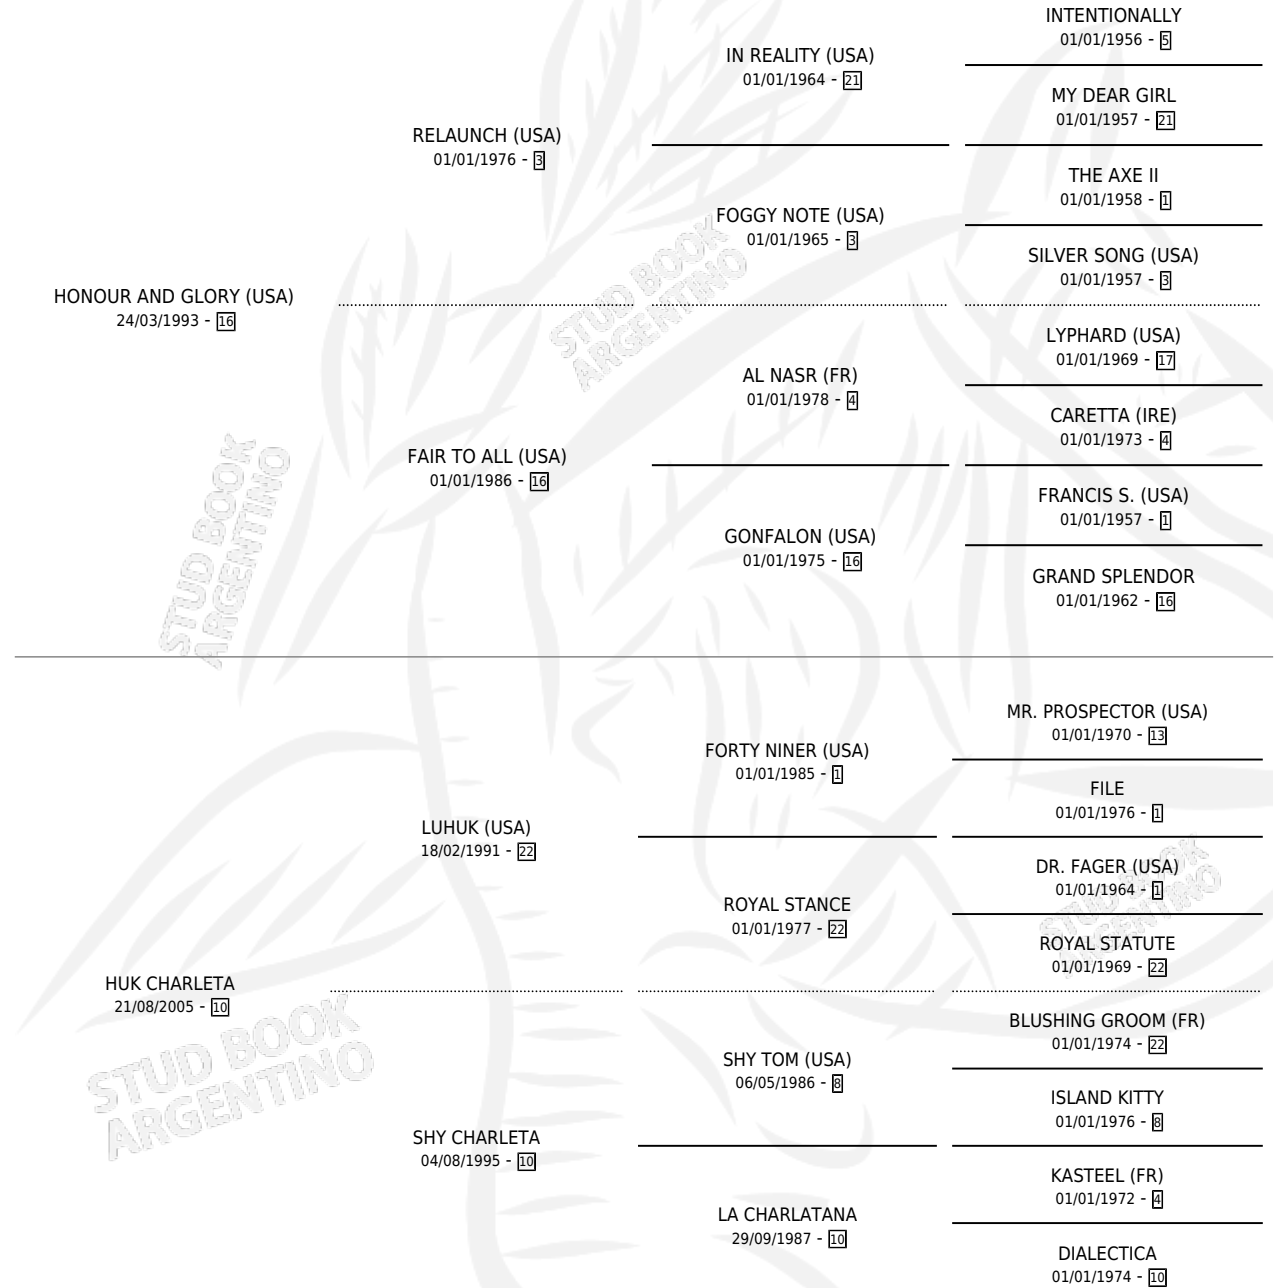 INTENTIONALLY
01/01/1956 - 5
IN REALITY (USA)
01/01/1964 - 21
MY DEAR GIRL
01/01/1957 - 21
RELAUNCH (USA)
01/01/1976 - 3
THE AXE II
01/01/1958 - 1
FOGGY NOTE (USA)
01/01/1965 - 3
SILVER SONG (USA)
01/01/1957 - 3
HONOUR AND GLORY (USA)
24/03/1993 - 16
LYPHARD (USA)
01/01/1969 - 17
AL NASR (FR)
01/01/1978 - 4
CARETTA (IRE)
01/01/1973 - 4
FAIR TO ALL (USA)
01/01/1986 - 16
FRANCIS S. (USA)
01/01/1957 - 1
GONFALON (USA)
01/01/1975 - 16
GRAND SPLENDOR
01/01/1962 - 16
MR. PROSPECTOR (USA)
01/01/1970 - 13
FORTY NINER (USA)
01/01/1985 - 1
FILE
01/01/1976 - 1
LUHUK (USA)
18/02/1991 - 22
DR. FAGER (USA)
01/01/1964 - 1
ROYAL STANCE
01/01/1977 - 22
ROYAL STATUTE
01/01/1969 - 22
HUK CHARLETA
21/08/2005 - 10
BLUSHING GROOM (FR)
01/01/1974 - 22
SHY TOM (USA)
06/05/1986 - 8
ISLAND KITTY
01/01/1976 - 8
SHY CHARLETA
04/08/1995 - 10
KASTEEL (FR)
01/01/1972 - 4
LA CHARLATANA
29/09/1987 - 10
DIALECTICA
01/01/1974 - 10
STUD BOOK
ARGENTINO
STUD BOOK
ARGENTINO
STUD BOOK
ARGENTINO
STUD BOOK
ARGENTINO